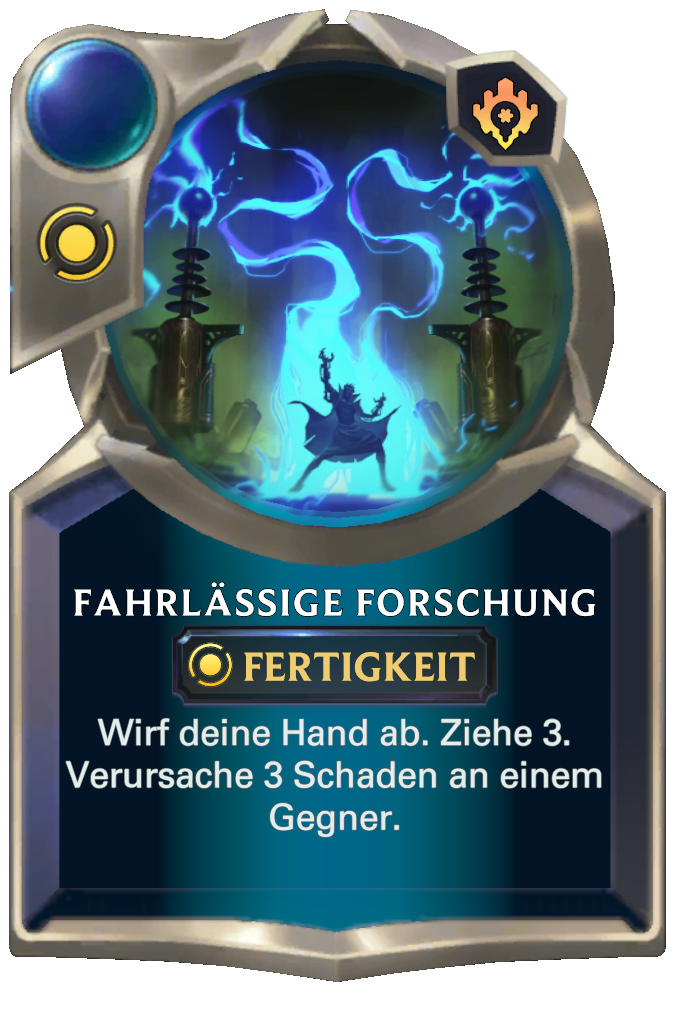 FAHRLÄSSIGE FORSCHUNG
FERTIGKEIT
Wirf deine Hand ab. Ziehe 3.
Verursache 3 Schaden an einem
Gegner.